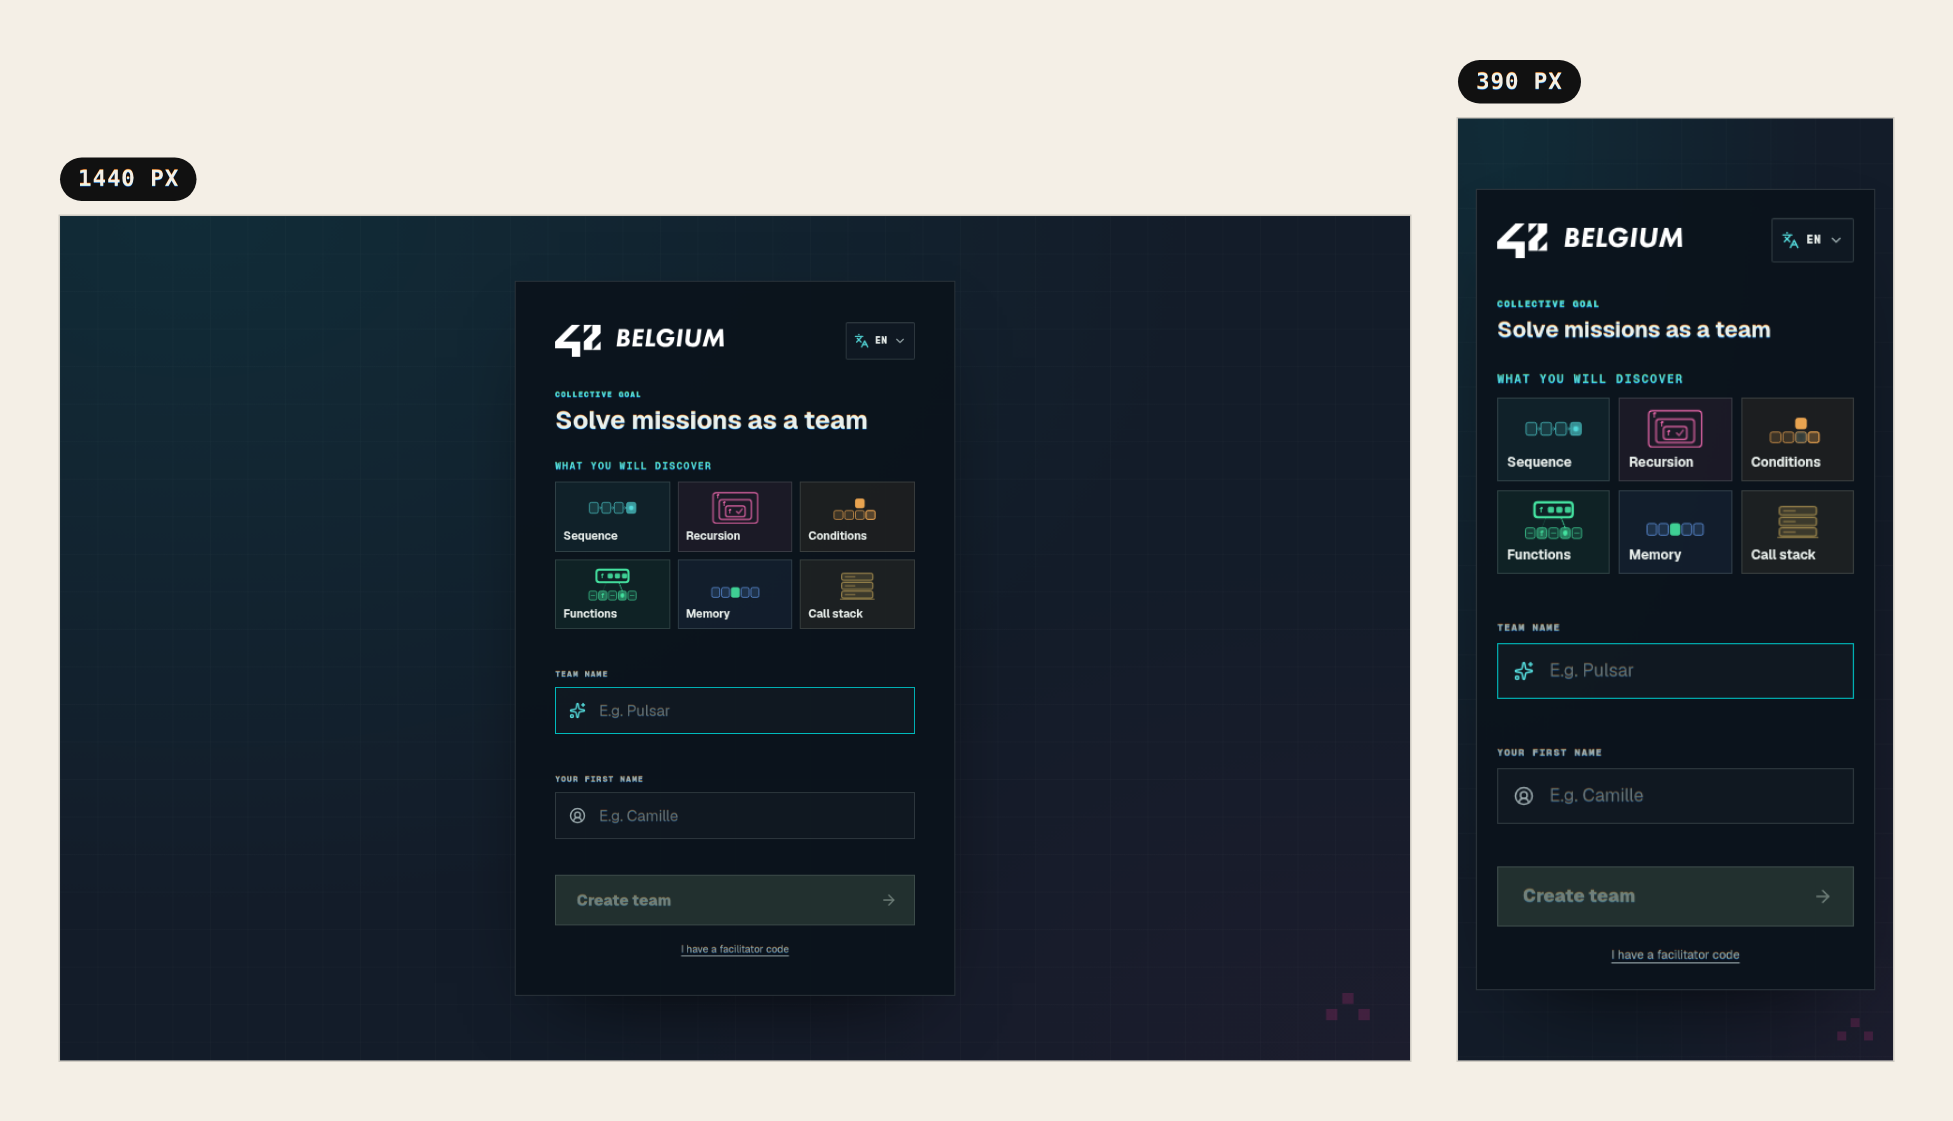 1440 PX
42 BELGIUM
EN
COLLECTIVE GOAL
Solve missions as a team
WHAT YOU WILL DISCOVER
Sequence
Recursion
Conditions
Functions
Memory
Call stack
TEAM NAME
E.g. Pulsar
YOUR FIRST NAME
E.g. Camille
Create team
I have a facilitator code
390 PX
42 BELGIUM
EN
COLLECTIVE GOAL
Solve missions as a team
WHAT YOU WILL DISCOVER
Sequence
Recursion
Conditions
Functions
Memory
Call stack
TEAM NAME
E.g. Pulsar
YOUR FIRST NAME
E.g. Camille
Create team
I have a facilitator code